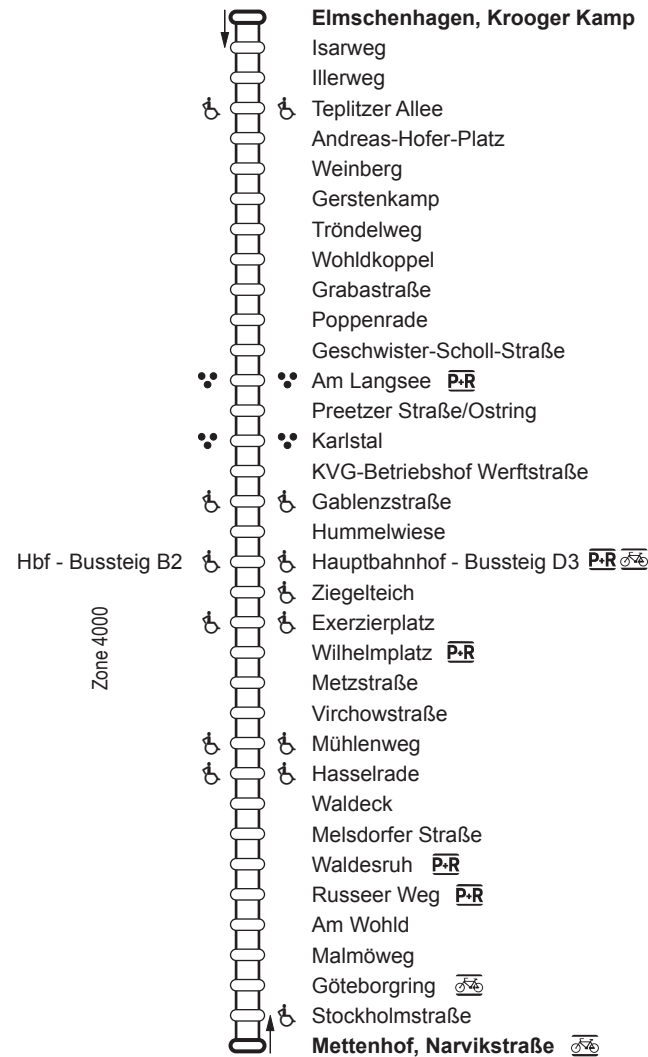 Elmschenhagen, Krooger Kamp
Isarweg
Illerweg
Teplitzer Allee
Andreas-Hofer-Platz
Weinberg
Gerstenkamp
Tröndelweg
Wohldkoppel
Grabastraße
Poppenrade
Geschwister-Scholl-Straße
Am Langsee P+R
Preetzer Straße/Ostring
Karlstal
KVG-Betriebshof Werftstraße
Gablenzstraße
Hummelwiese
Hbf - Bussteig B2 Hauptbahnhof - Bussteig D3 P+R
Ziegelteich
Exerzierplatz
Zone 4000
Wilhelmplatz P+R
Metzstraße
Virchowstraße
Mühlenweg
Hasselrade
Waldeck
Melsdorfer Straße
Waldesruh P+R
Russeer Weg P+R
Am Wohld
Malmöweg
Göteborgring
Stockholmstraße
Mettenhof, Narvikstraße